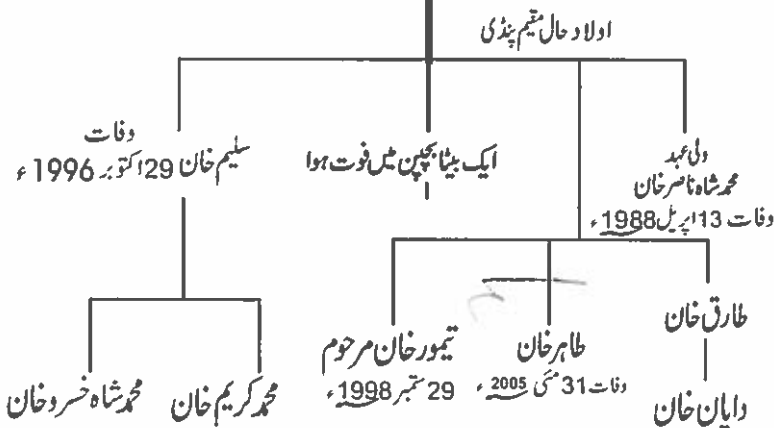 اولاد حال مقیم پنڈی
ولی عہد
محمد شاہ ناصر خان
وفات 13 اپریل 1988ء
ایک بیٹا بچپن میں فوت ہوا
وفات
سلیم خان 29 اکتوبر 1996ء
طارق خان
دایان خان
طاہر خان
وفات 31 مئی 2005ء
تیمور خان مرحوم
29 ستمبر 1998ء
محمد کریم خان
محمد شاہ خسرو خان